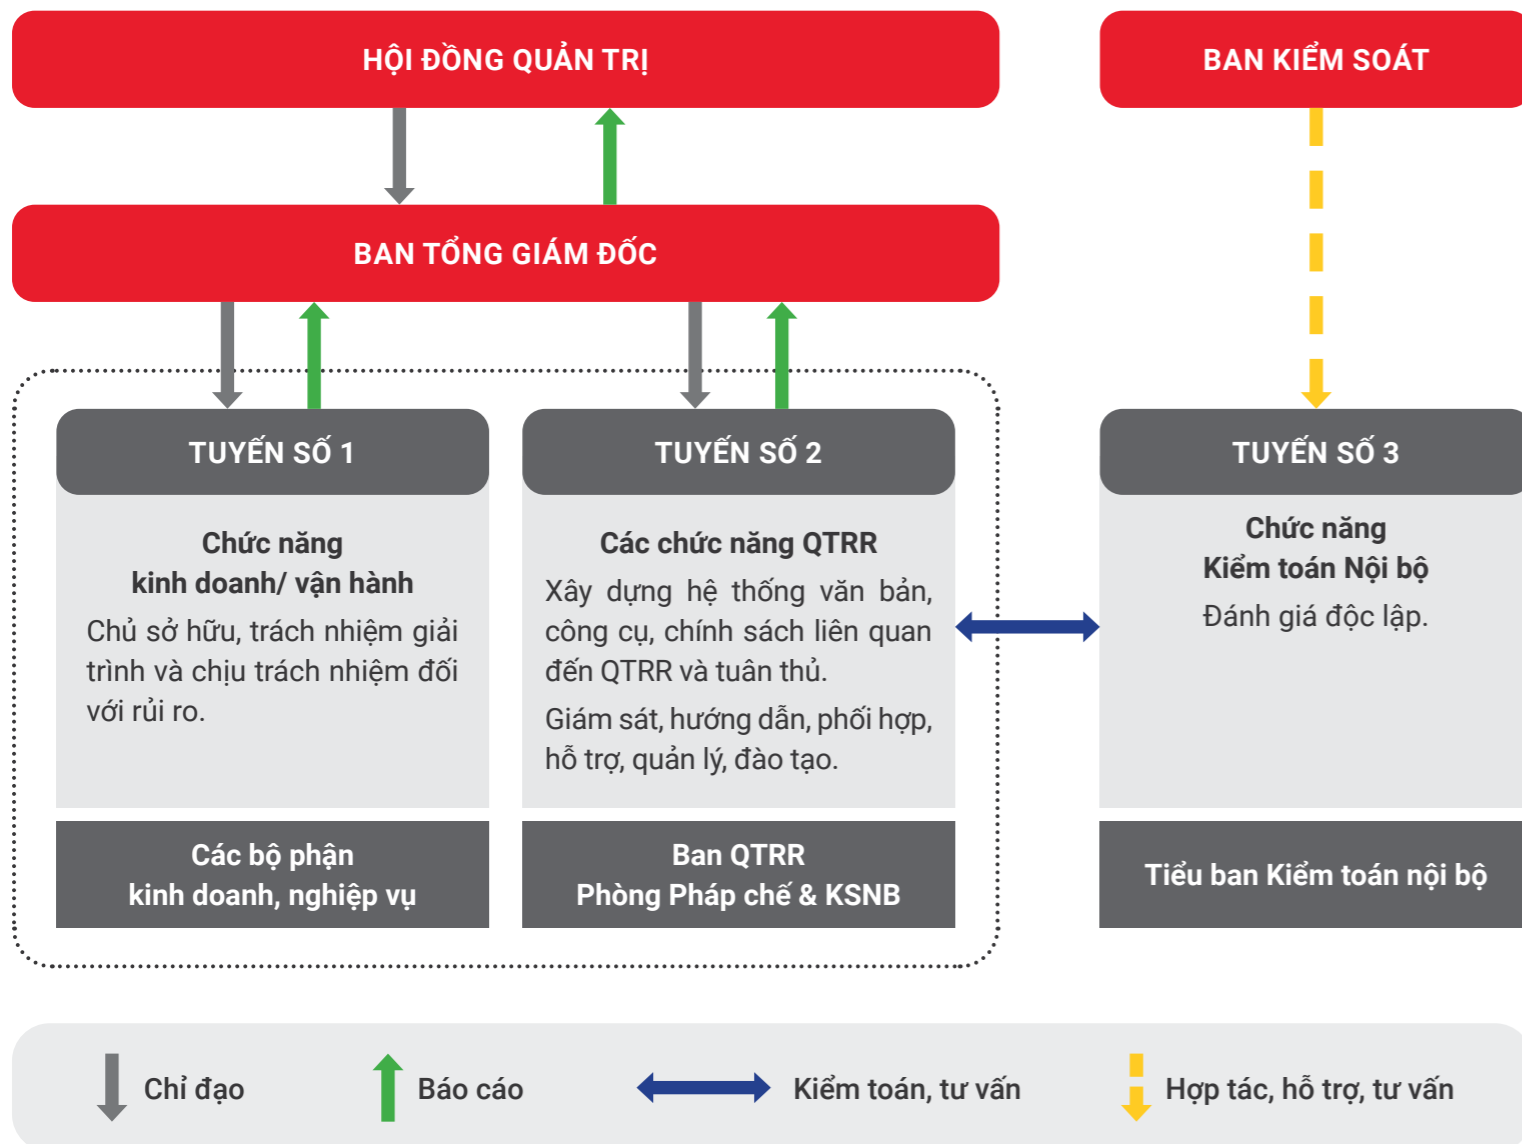 HỘI ĐỒNG QUẢN TRỊ
BAN KIỂM SOÁT
BAN TỔNG GIÁM ĐỐC
TUYẾN SỐ 1
Chức năng
kinh doanh/ vận hành
Chủ sở hữu, trách nhiệm giải
trình và chịu trách nhiệm đối
với rủi ro.
Các bộ phận
kinh doanh, nghiệp vụ
TUYẾN SỐ 2
Các chức năng QTRR
Xây dựng hệ thống văn bản,
công cụ, chính sách liên quan
đến QTRR và tuân thủ.
Giám sát, hướng dẫn, phối hợp,
hỗ trợ, quản lý, đào tạo.
Ban QTRR
Phòng Pháp chế & KSNB
TUYẾN SỐ 3
Chức năng
Kiểm toán Nội bộ
Đánh giá độc lập.
Tiểu ban Kiểm toán nội bộ
Chỉ đạo
Báo cáo
Kiểm toán, tư vấn
Hợp tác, hỗ trợ, tư vấn